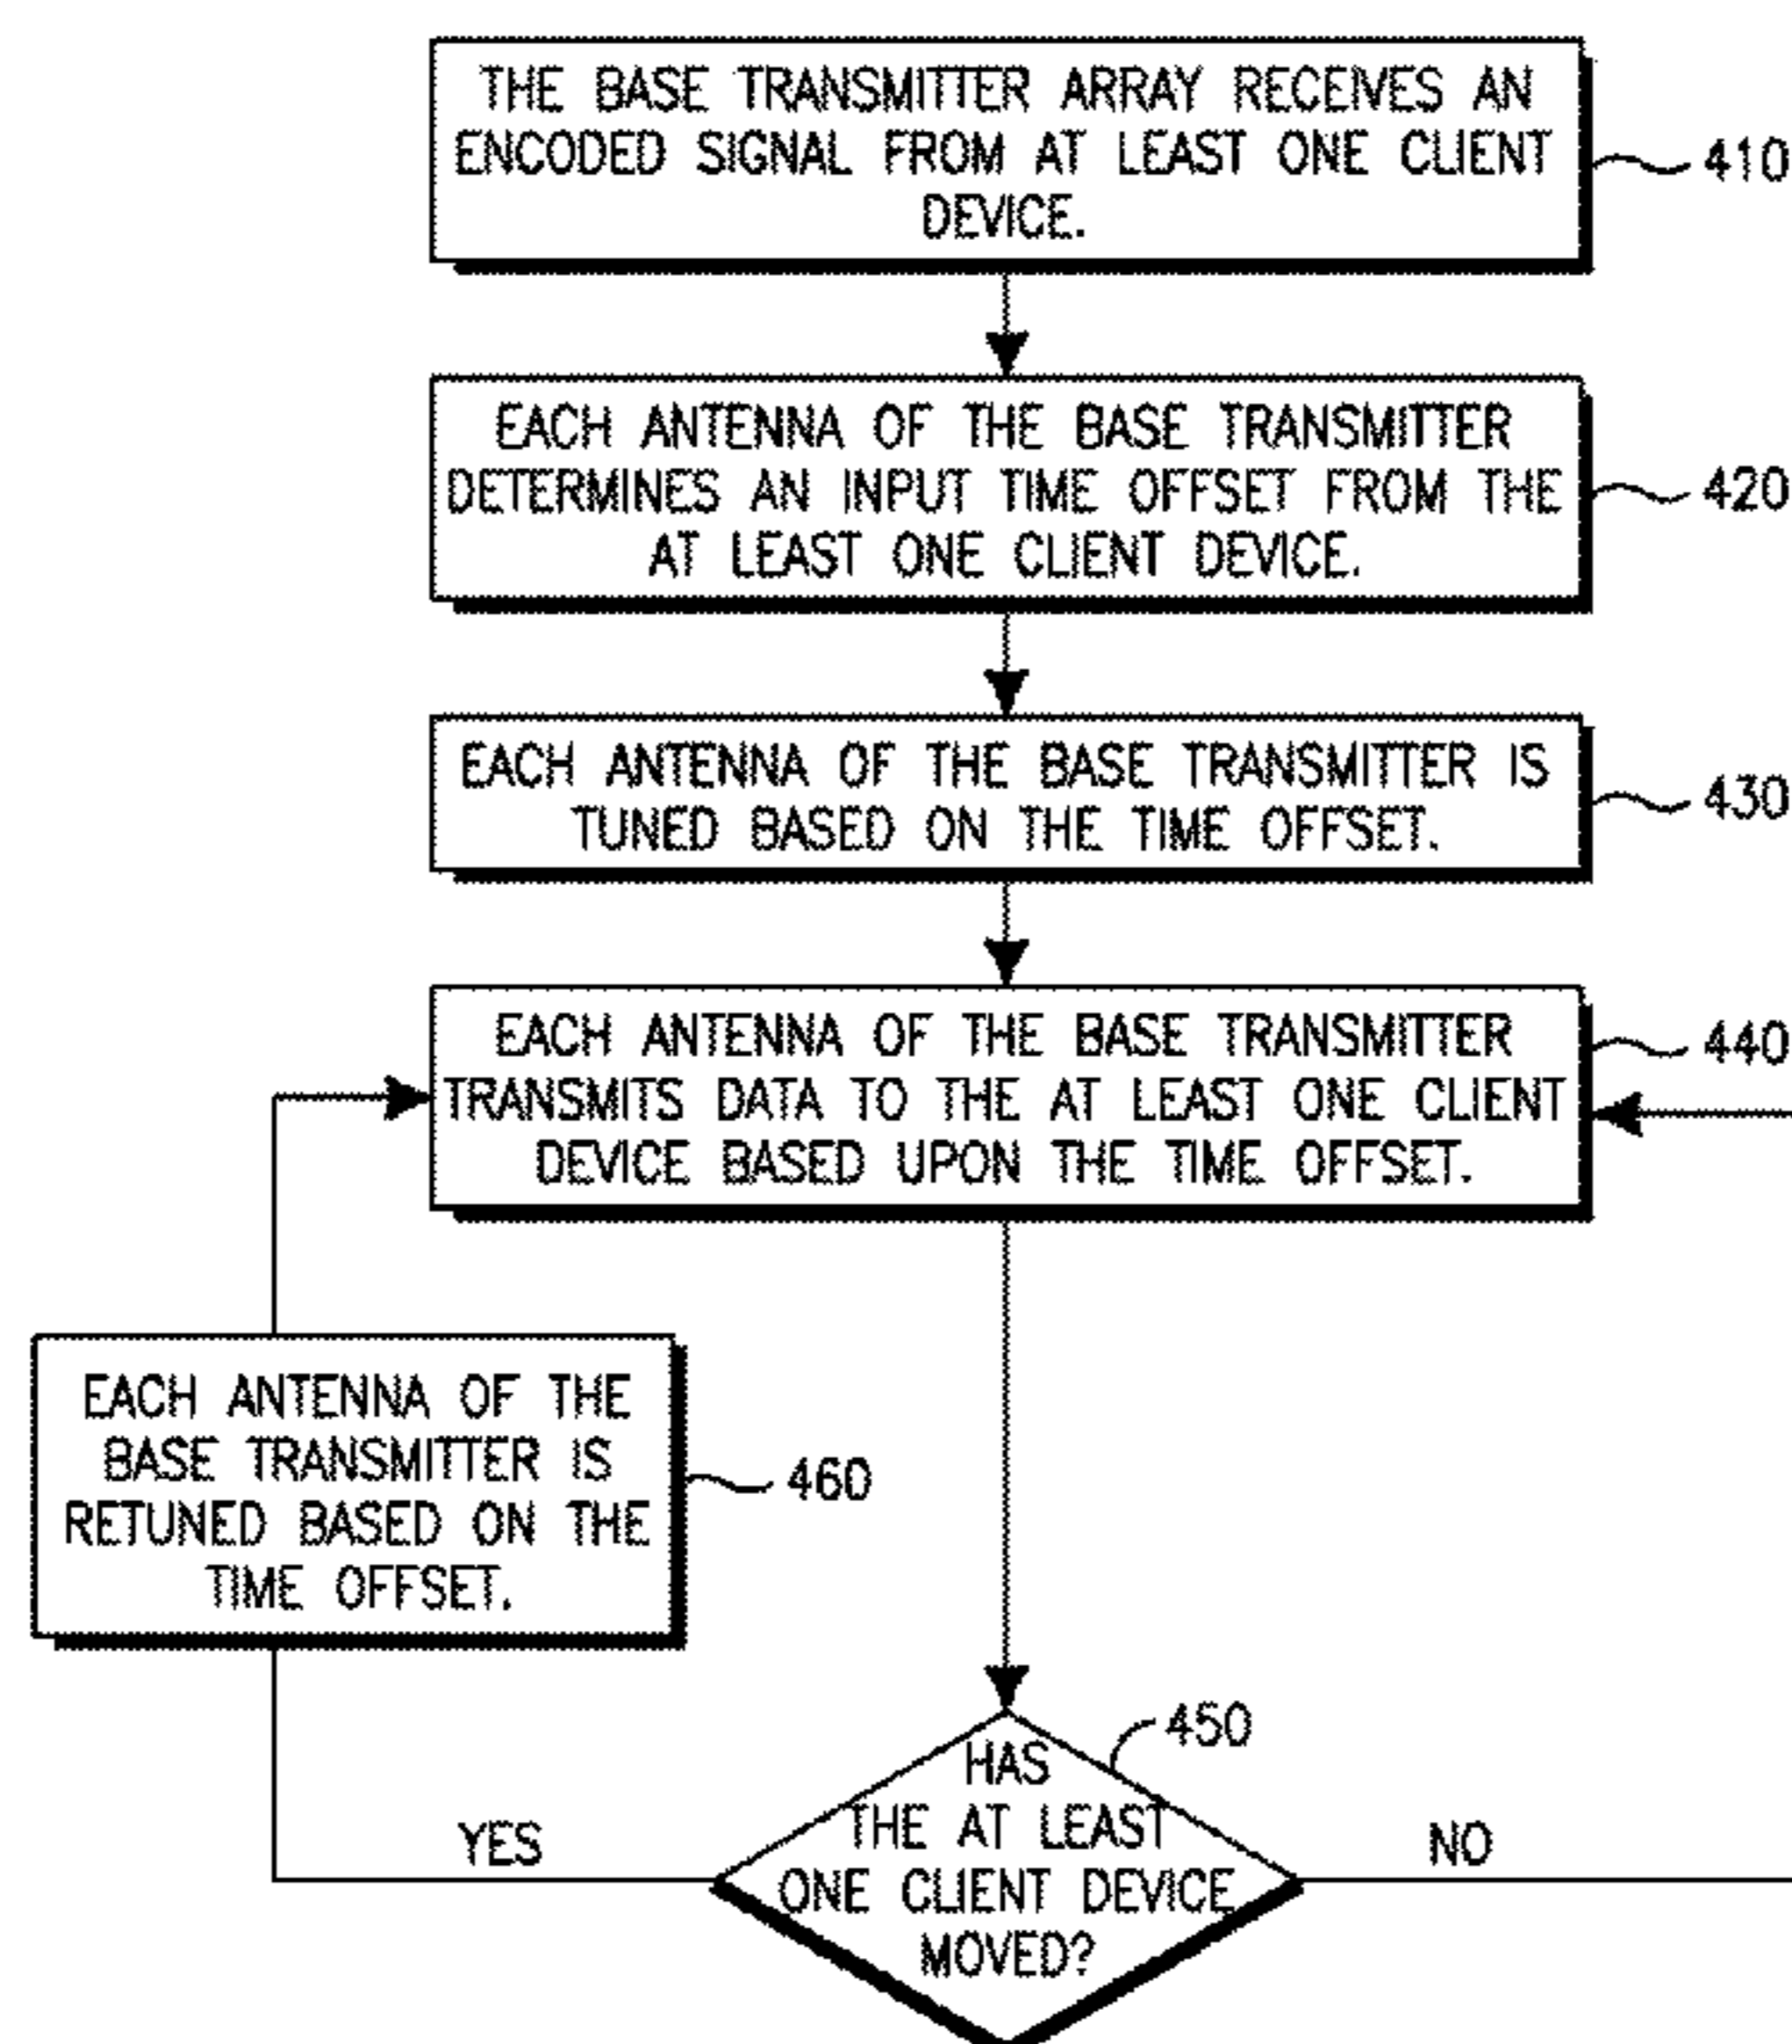 THE BASE TRANSMITTER ARRAY RECEIVES AN
ENCODED SIGNAL FROM AT LEAST ONE CLIENT
DEVICE.
410
EACH ANTENNA OF THE BASE TRANSMITTER
DETERMINES AN INPUT TIME OFFSET FROM THE
AT LEAST ONE CLIENT DEVICE.
420
EACH ANTENNA OF THE BASE TRANSMITTER IS
TUNED BASED ON THE TIME OFFSET.
430
EACH ANTENNA OF THE BASE TRANSMITTER
TRANSMITS DATA TO THE AT LEAST ONE CLIENT
DEVICE BASED UPON THE TIME OFFSET.
440
EACH ANTENNA OF THE
BASE TRANSMITTER IS
RETUNED BASED ON THE
TIME OFFSET.
460
450
HAS
THE AT LEAST
ONE CLIENT DEVICE
MOVED?
YES
NO